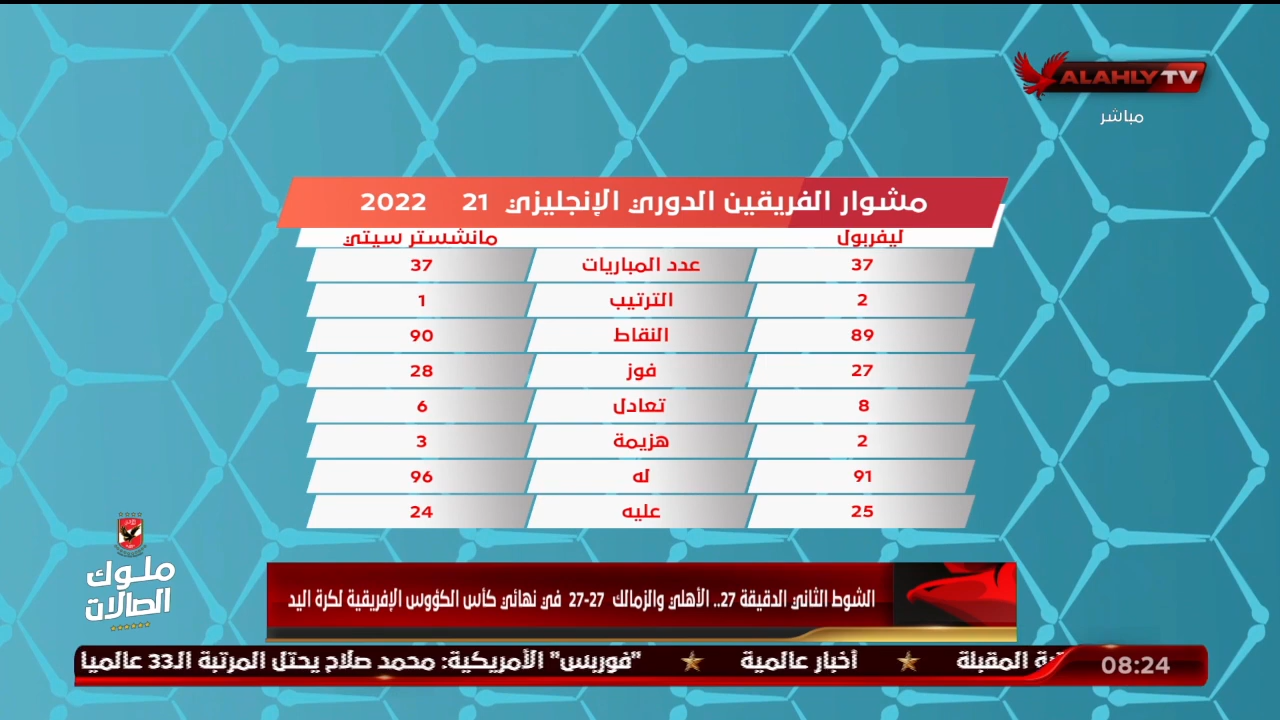 ALAHLY TV
مباشر
مشوار الفريقين الدوري الإنجليزي 21 2022
ليفربول مانشستر سيتي
37 عدد المباريات 37
2 الترتيب 1
89 النقاط 90
27 فوز 28
8 تعادل 6
2 هزيمة 3
91 له 96
25 عليه 24
ملوك
الصالات
الشوط الثاني الدقيقة 27.. الأهلي والزمالك 27-27 في نهائي كأس الكؤوس الإفريقية لكرة اليد
08:24 المقبلة أخبار عالمية "فوربس" الأمريكية: محمد صلاح يحتل المرتبة الـ33 عالميا